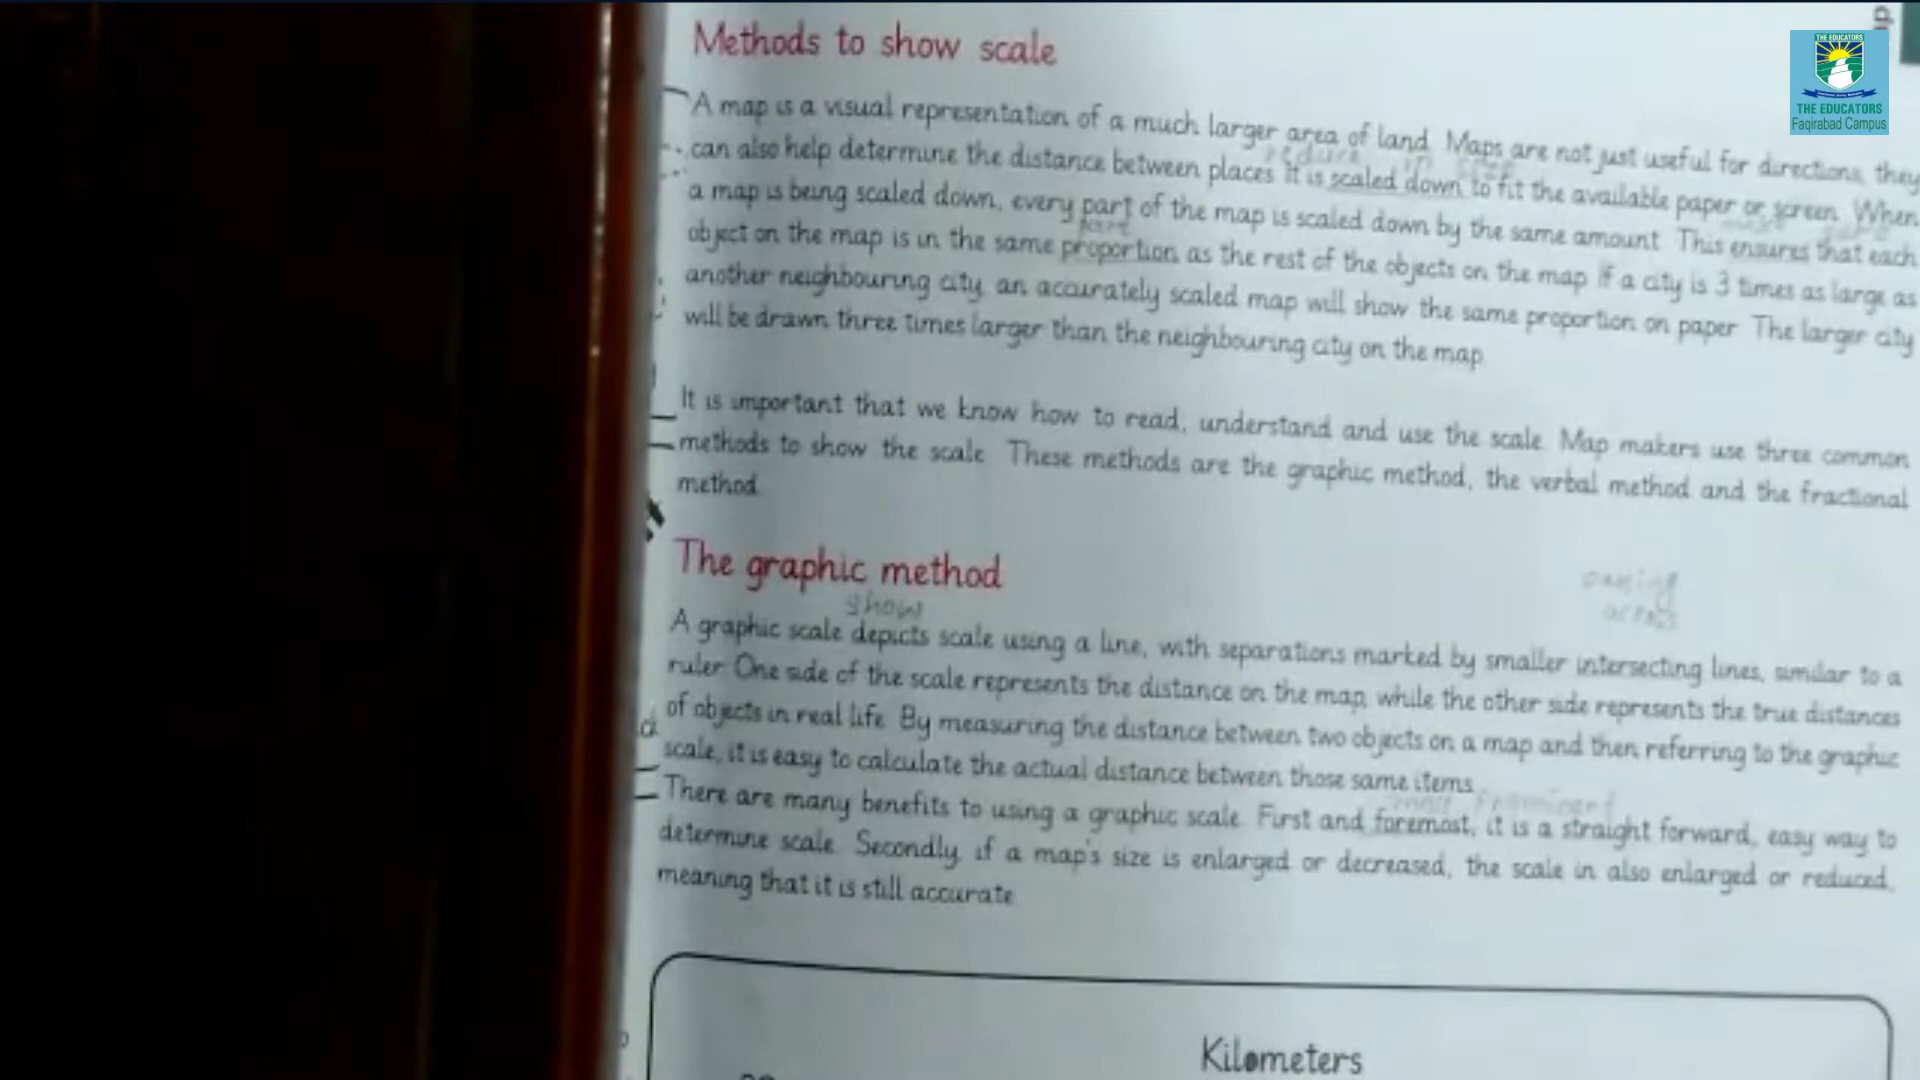 Methods to show scale
THE EDUCATORS
THE EDUCATORS
Faqirabad Campus
A map is a visual representation of a much larger area of land. Maps are not just useful for directions, they
can also help determine the distance between places. It is scaled down to fit the available paper or screen. When
reduce in size
a map is being scaled down, every part of the map is scaled down by the same amount. This ensures that each
make sure
object on the map is in the same proportion as the rest of the objects on the map. If a city is 3 times as large as
part
another neighbouring city, an accurately scaled map will show the same proportion on paper. The larger city
will be drawn three times larger than the neighbouring city on the map.
It is important that we know how to read, understand and use the scale. Map makers use three common
methods to show the scale. These methods are the graphic method, the verbal method and the fractional
method.
The graphic method
show
across
A graphic scale depicts scale using a line, with separations marked by smaller intersecting lines, similar to a
ruler. One side of the scale represents the distance on the map, while the other side represents the true distances
of objects in real life. By measuring the distance between two objects on a map and then referring to the graphic
scale, it is easy to calculate the actual distance between those same items.
most prominent
There are many benefits to using a graphic scale. First and foremost, it is a straight forward, easy way to
determine scale. Secondly, if a map's size is enlarged or decreased, the scale in also enlarged or reduced,
meaning that it is still accurate.
Kilometers